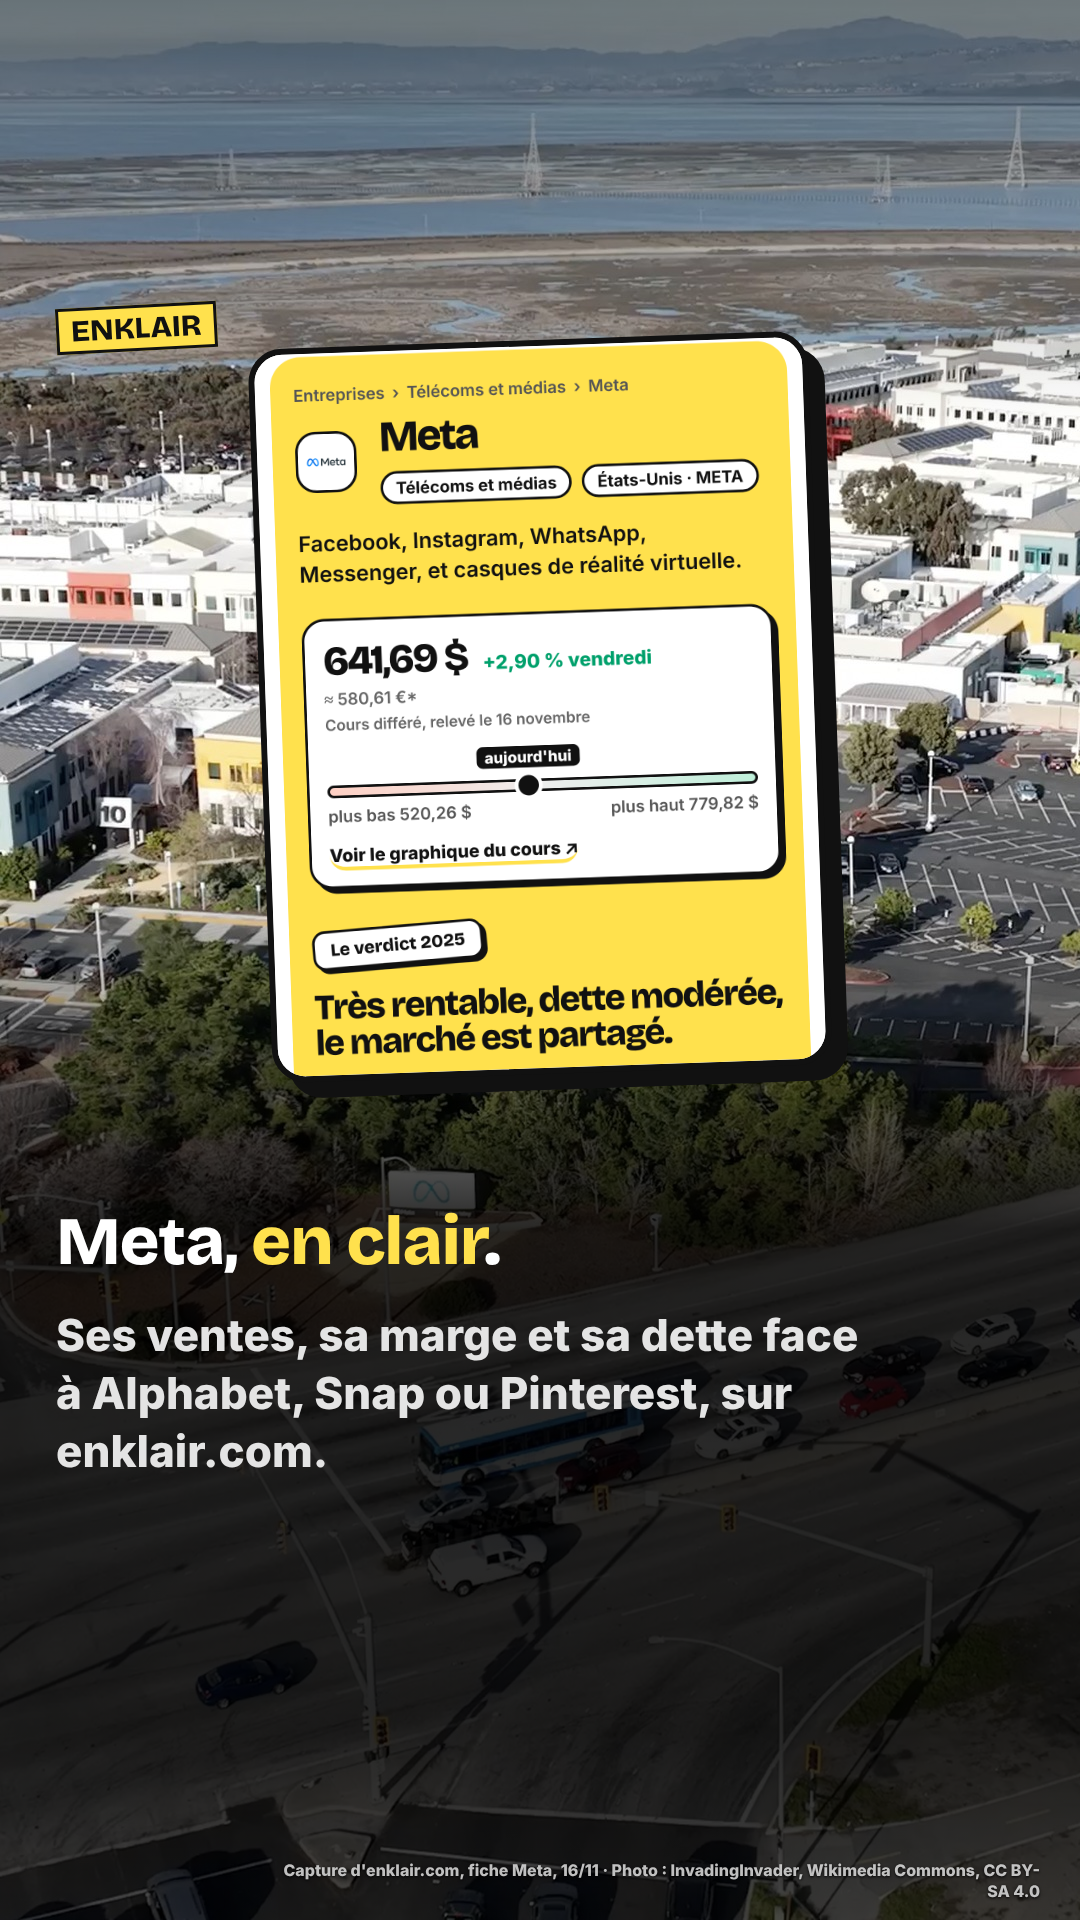 ENKLAIR
Entreprises › Télécoms et médias › Meta
Meta
Meta
Télécoms et médias
États-Unis · META
Facebook, Instagram, WhatsApp,
Messenger, et casques de réalité virtuelle.
641,69 $ +2,90 % vendredi
≈ 580,61 €*
Cours différé, relevé le 16 novembre
aujourd'hui
plus bas 520,26 $
plus haut 779,82 $
Voir le graphique du cours ↗
10
Le verdict 2025
Très rentable, dette modérée,
le marché est partagé.
Meta, en clair.
Ses ventes, sa marge et sa dette face
à Alphabet, Snap ou Pinterest, sur
enklair.com.
Capture d'enklair.com, fiche Meta, 16/11 · Photo : InvadingInvader, Wikimedia Commons, CC BY-
SA 4.0